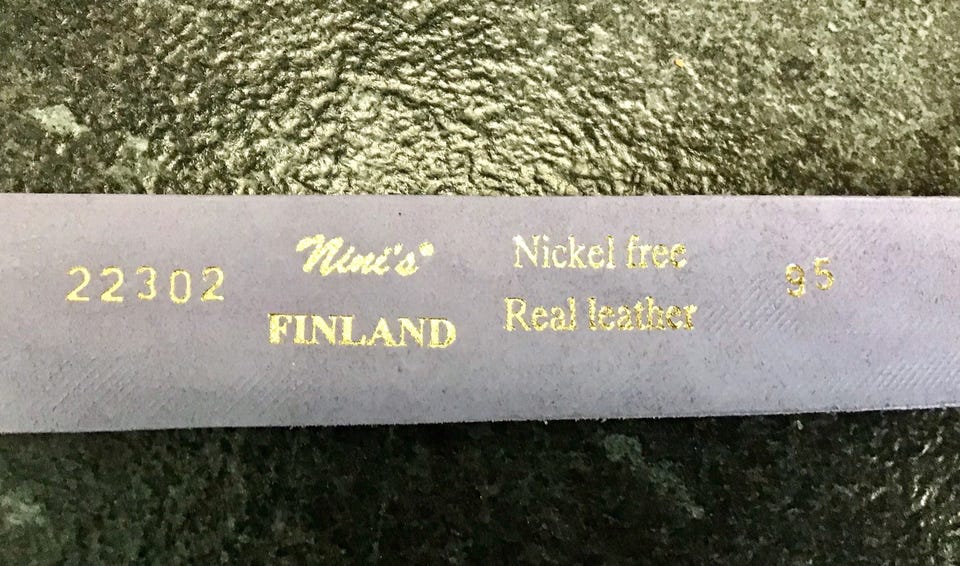 22302
Nini's®
FINLAND
Nickel free
Real leather
95